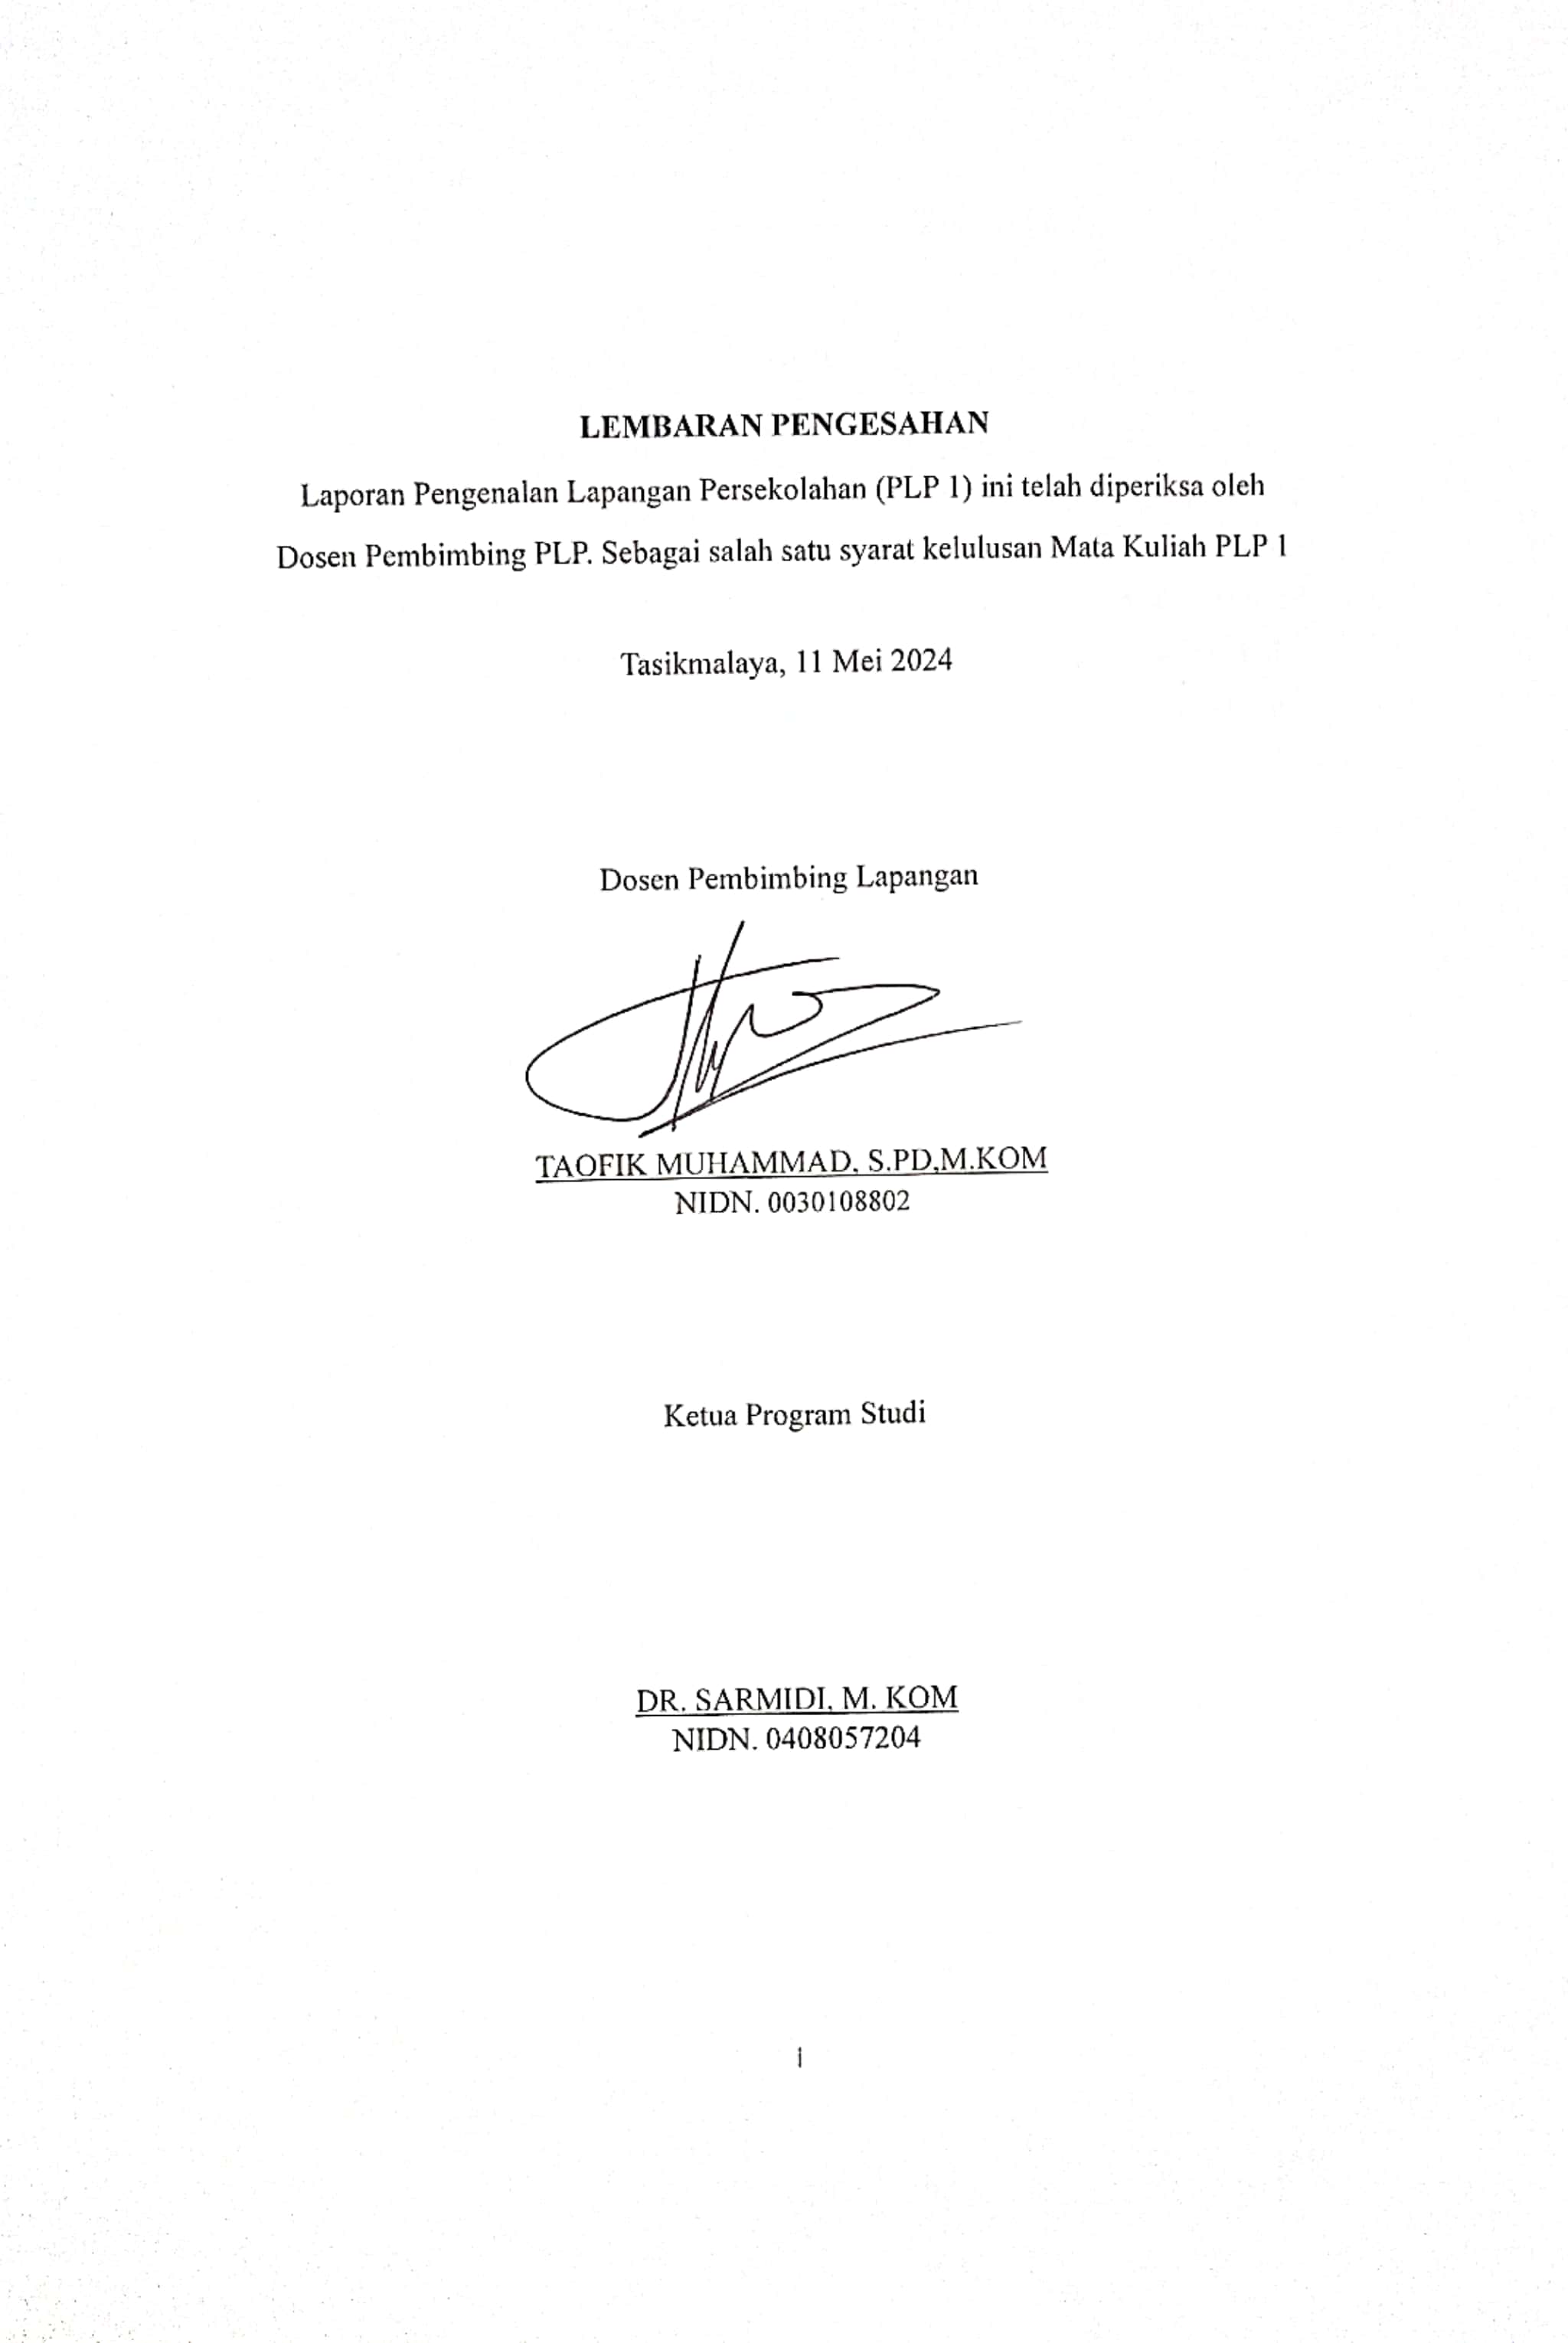 LEMBARAN PENGESAHAN
Laporan Pengenalan Lapangan Persekolahan (PLP 1) ini telah diperiksa oleh
Dosen Pembimbing PLP. Sebagai salah satu syarat kelulusan Mata Kuliah PLP 1
Tasikmalaya, 11 Mei 2024
Dosen Pembimbing Lapangan
TAOFIK MUHAMMAD, S.PD,M.KOM
NIDN. 0030108802
Ketua Program Studi
DR. SARMIDI, M. KOM
NIDN. 0408057204
i